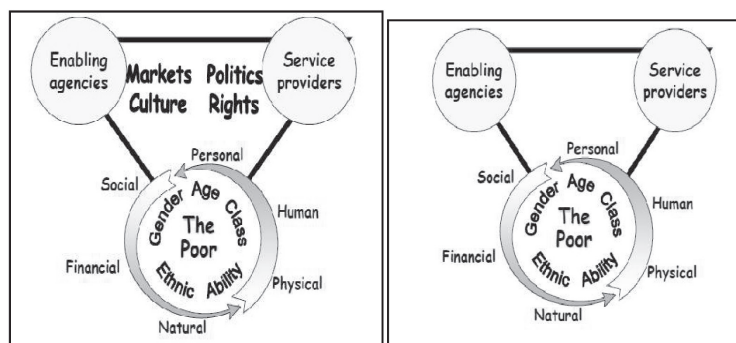 Enabling
agencies
Markets Politics
Culture Rights
Service
providers
Personal
Social
Human
Gender Age Class
The
Poor
Ethnic Ability
Financial
Physical
Natural
Enabling
agencies
Service
providers
Personal
Social
Human
Gender Age Class
The
Poor
Ethnic Ability
Financial
Physical
Natural